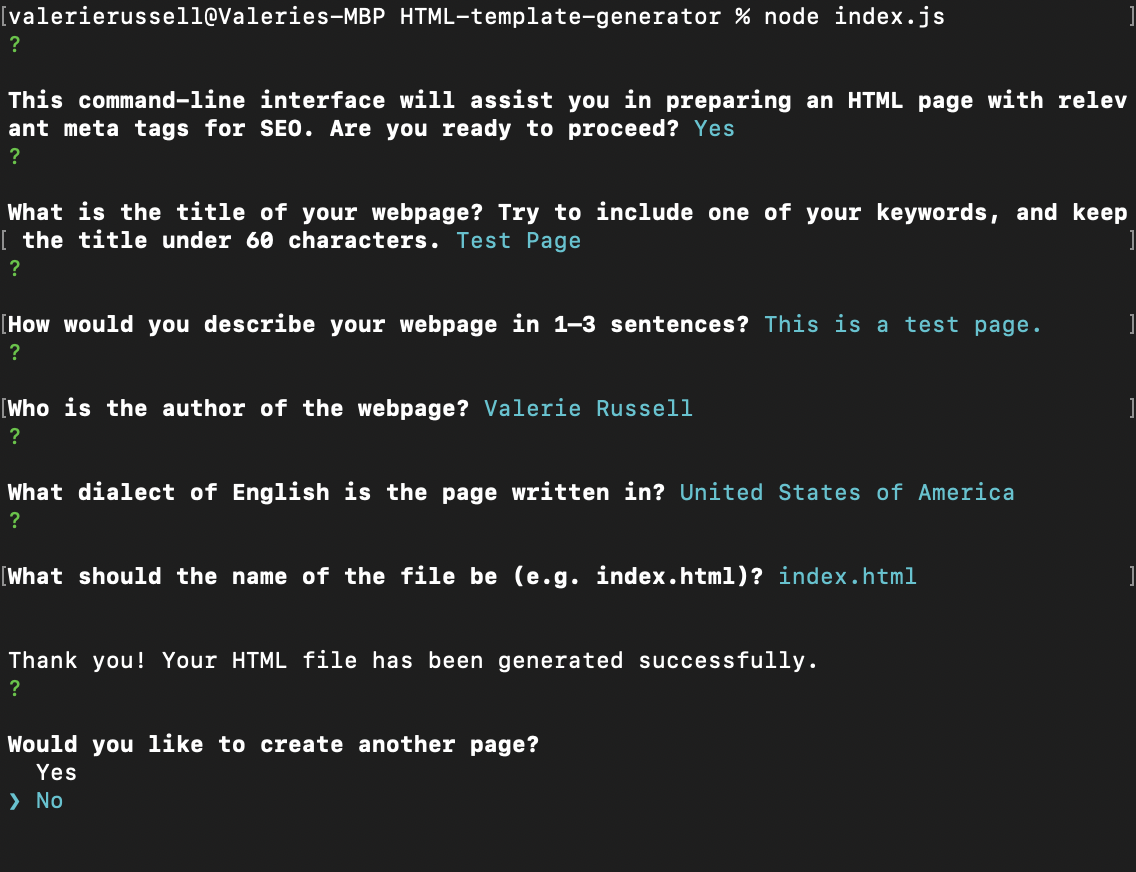 [valerierussell@Valeries-MBP HTML-template-generator % node index.js ]
?
This command-line interface will assist you in preparing an HTML page with relev
ant meta tags for SEO. Are you ready to proceed? Yes
?
What is the title of your webpage? Try to include one of your keywords, and keep
[ the title under 60 characters. Test Page ]
?
[How would you describe your webpage in 1–3 sentences? This is a test page. ]
?
[Who is the author of the webpage? Valerie Russell ]
?
What dialect of English is the page written in? United States of America
?
[What should the name of the file be (e.g. index.html)? index.html ]
Thank you! Your HTML file has been generated successfully.
?
Would you like to create another page?
Yes
❯ No